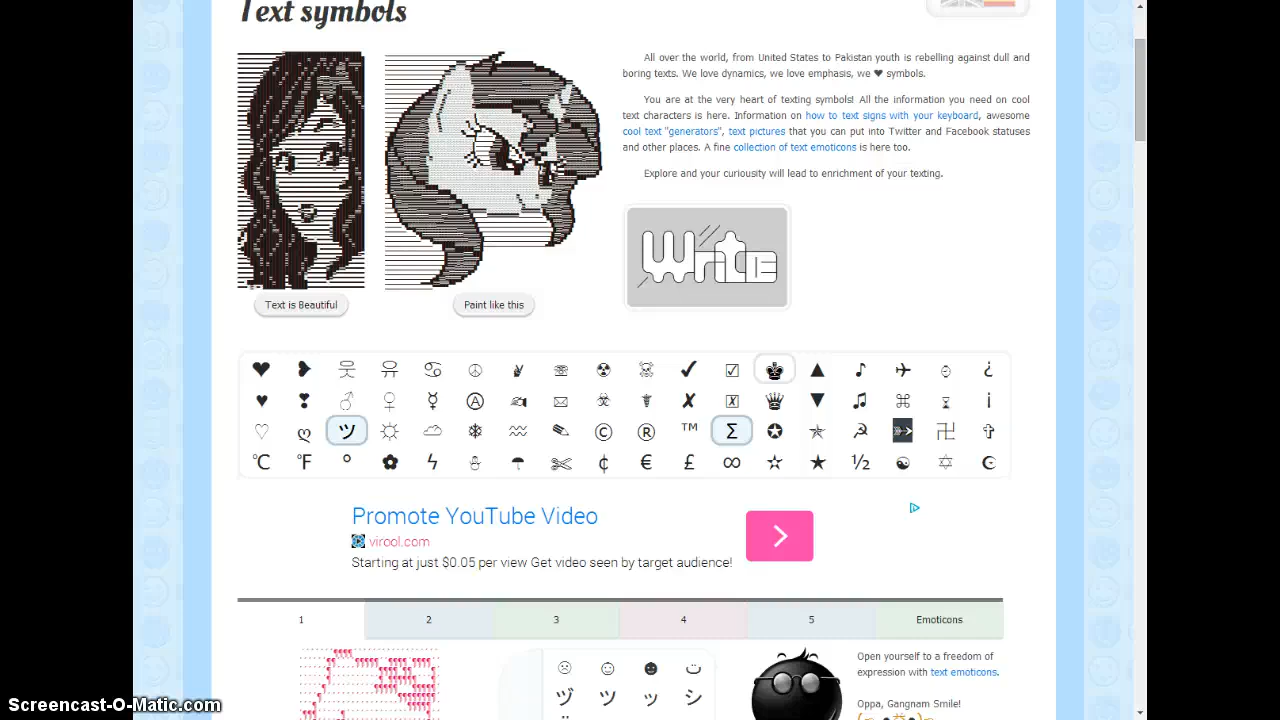 Text symbols
All over the world, from United States to Pakistan youth is rebelling against dull and
boring texts. We love dynamics, we love emphasis, we ♥ symbols.
You are at the very heart of texting symbols! All the information you need on cool
text characters is here. Information on how to text signs with your keyboard, awesome
cool text "generators", text pictures that you can put into Twitter and Facebook statuses
and other places. A fine collection of text emoticons is here too.
Explore and your curiousity will lead to enrichment of your texting.
Write
Text is Beautiful
Paint like this
♥ ❥ 웃 유 ♋ ☮ ✌ ☏ ☢ ☠ ✔ ☑ ♚ ▲ ♪ ✈ ⌚ ¿
♥ ❣ ♂ ♀ ☿ Ⓐ ✍ ✉ ☣ ☤ ✘ ☒ ♛ ▼ ♫ ⌘ ⌛ ¡
♡ ღ ツ ☼ ☁ ❅ ♒ ✎ © ® ™ Σ ✪ ✯ ☭ ➳ 卐 ✞
℃ ℉ ° ✿ ϟ ☃ ☂ ✄ ¢ € £ ∞ ✫ ★ ½ ☯ ✡ ☪
Promote YouTube Video
virool.com
Starting at just $0.05 per view Get video seen by target audience!
1 2 3 4 5 Emoticons
☹ ☺ ☻ ت
ヅ ツ ッ シ
Open yourself to a freedom of
expression with text emoticons.
Oppa, Gangnam Smile!
Screencast-O-Matic.com